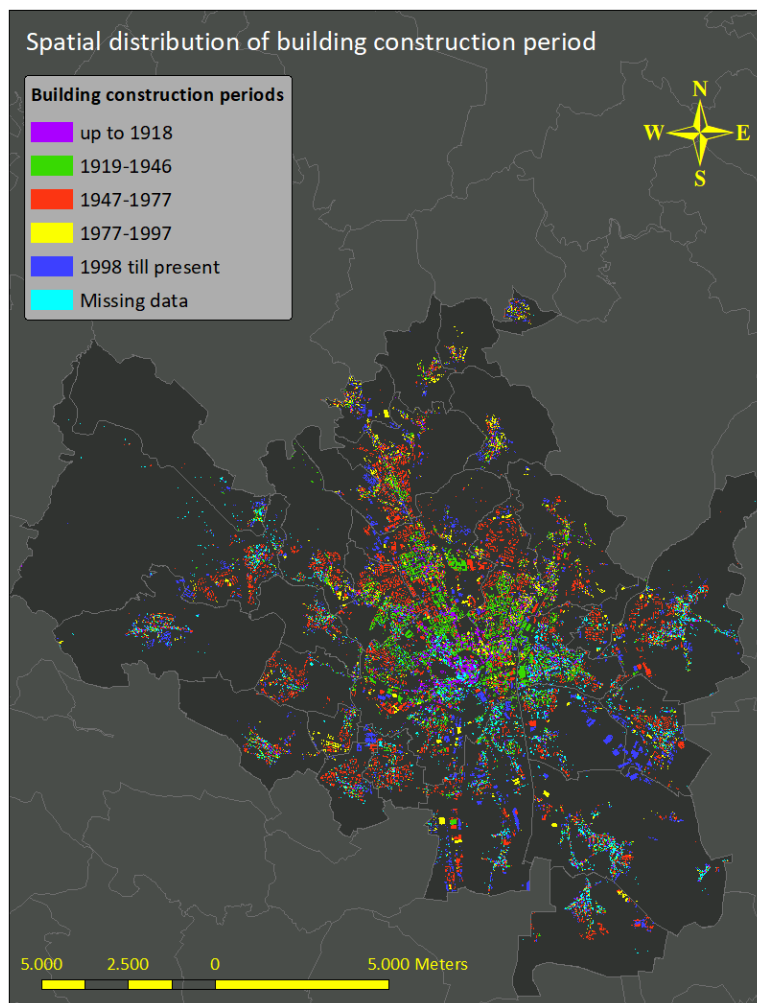 Spatial distribution of building construction period
Building construction periods
up to 1918
1919-1946
1947-1977
1977-1997
1998 till present
Missing data
N
W E
S
5.000 2.500 0 5.000 Meters